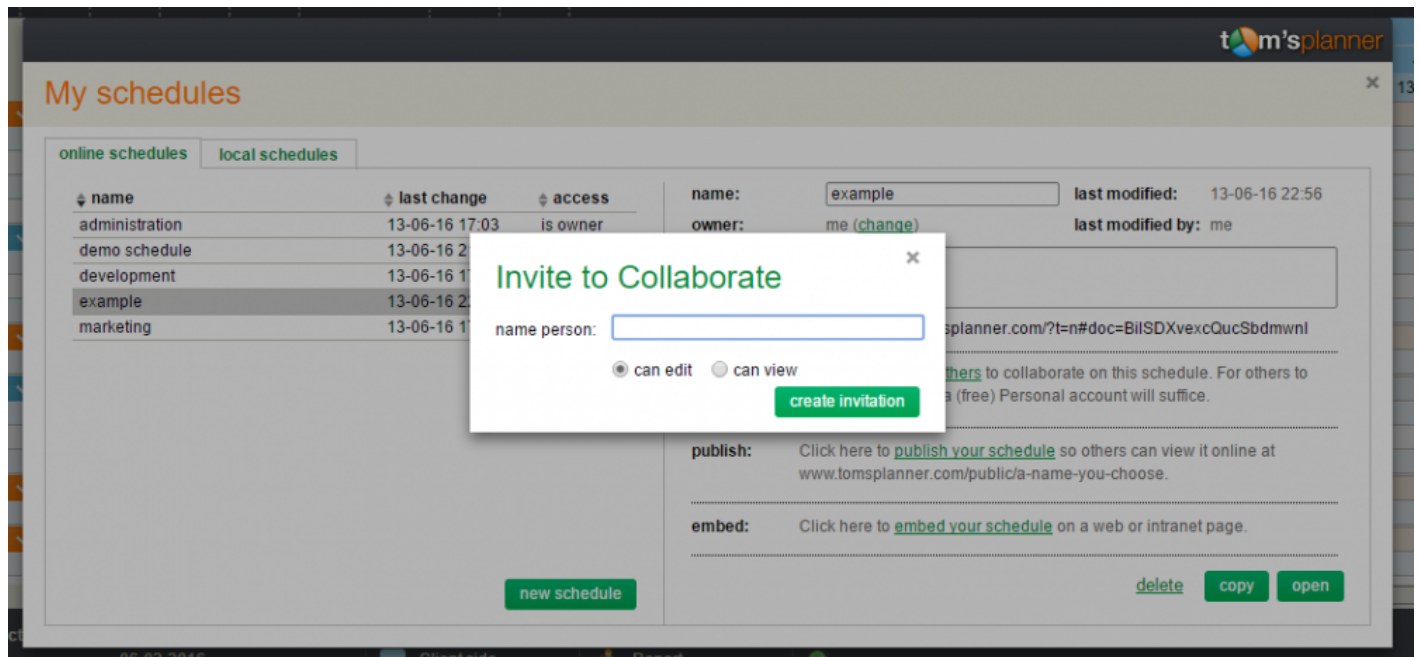 tom'splanner
My schedules
13
online schedules local schedules
name last change access
administration 13-06-16 17:03 is owner
demo schedule 13-06-16 2
development 13-06-16 1
example 13-06-16 2
marketing 13-06-16 1
new schedule
name: example last modified: 13-06-16 22:56
owner: me (change) last modified by: me
splanner.com/?t=n#doc=BilSDXvexcQucSbdmwnl
to collaborate on this schedule. For others to
a (free) Personal account will suffice.
publish: Click here to publish your schedule so others can view it online at
www.tomsplanner.com/public/a-name-you-choose.
embed: Click here to embed your schedule on a web or intranet page.
delete copy open
Invite to Collaborate
name person:
can edit can view
create invitation